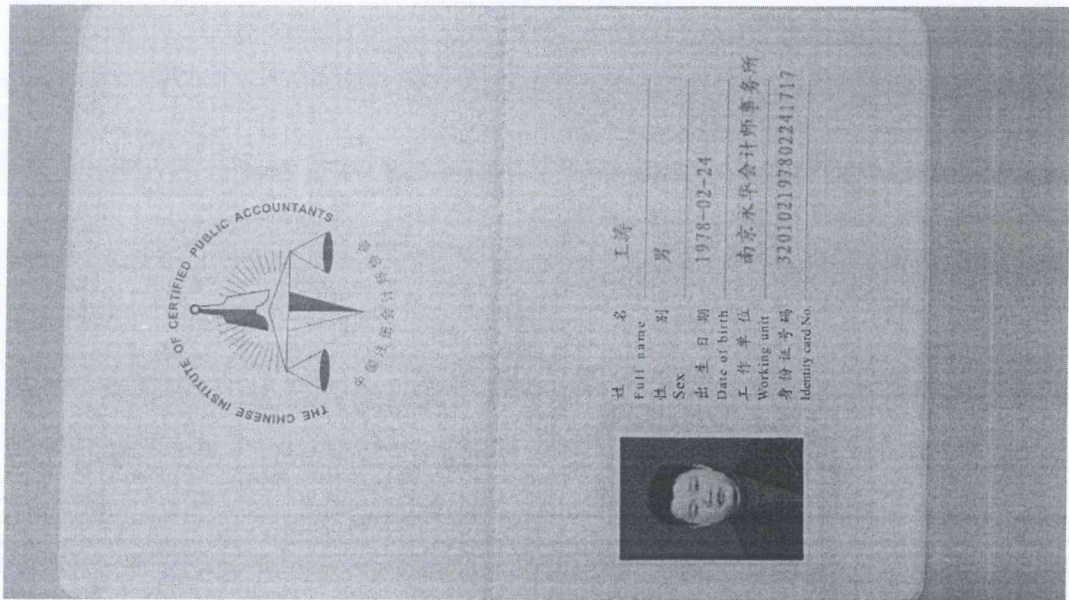 THE CHINESE INSTITUTE OF CERTIFIED PUBLIC ACCOUNTANTS
中国注册会计师协会
姓 名 王涛
Full name
性 别 男
Sex
出生日期 1978-02-24
Date of birth
工作单位 南京永华会计师事务所
Working unit
身份证号码 320102197802241717
Identity card No.